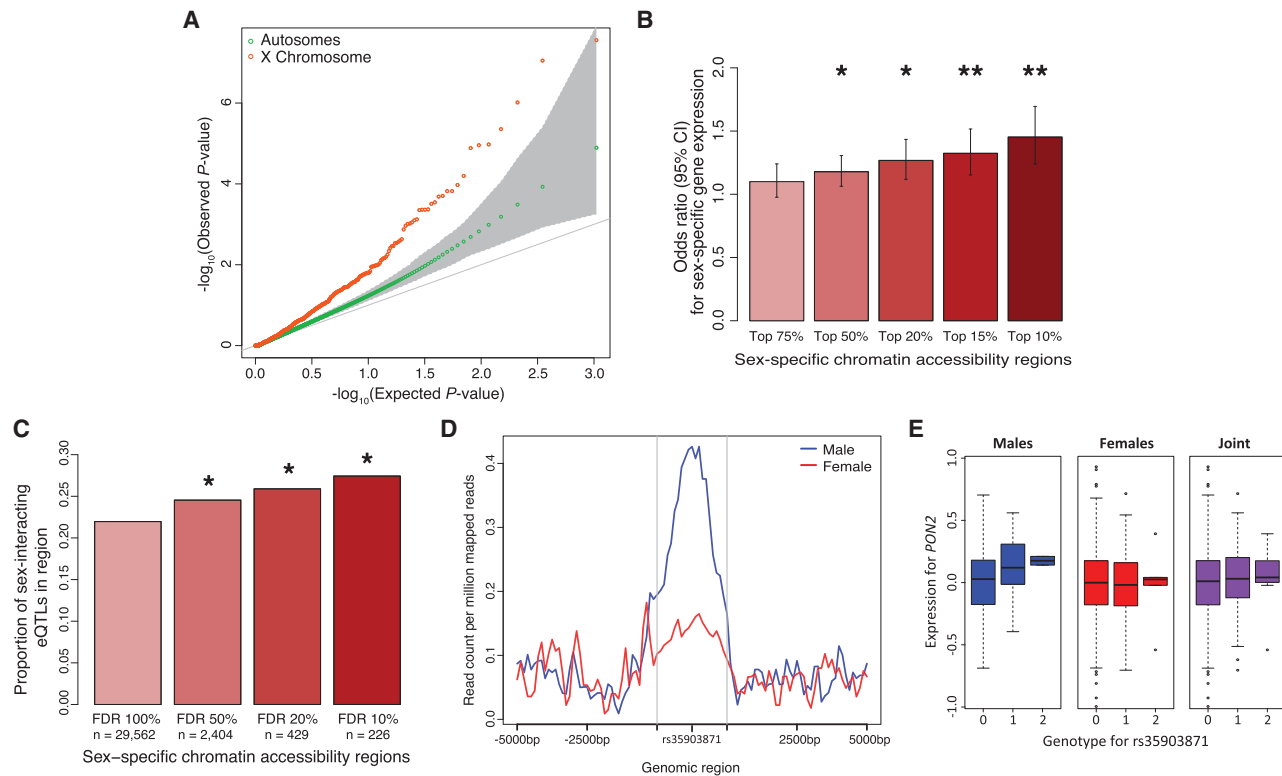 A
Autosomes
X Chromosome
-log10(Observed P-value)
6
4
2
0
0.0 0.5 1.0 1.5 2.0 2.5 3.0
-log10(Expected P-value)
B
Odds ratio (95% CI)
for sex-specific gene expression
2.0
1.5
1.0
0.5
0.0
* * ** **
Top 75% Top 50% Top 20% Top 15% Top 10%
Sex-specific chromatin accessibility regions
C
Proportion of sex-interacting
eQTLs in region
0.30
0.25
0.20
0.15
0.10
0.05
0.00
* * *
FDR 100% FDR 50% FDR 20% FDR 10%
n = 29,562 n = 2,404 n = 429 n = 226
Sex−specific chromatin accessibility regions
D
Male
Female
Read count per million mapped reads
0.4
0.3
0.2
0.1
0.0
-5000bp -2500bp rs35903871 2500bp 5000bp
Genomic region
E
Males Females Joint
Expression for PON2
1.0
0.5
0.0
-0.5
-1.0
0 1 2 0 1 2 0 1 2
Genotype for rs35903871